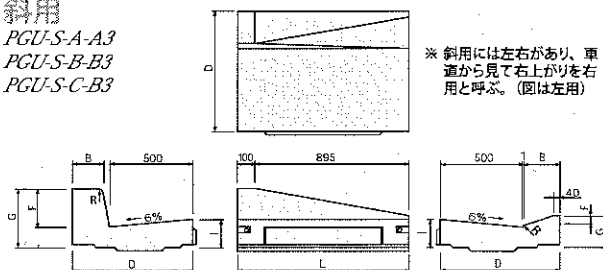 斜用
PGU-S-A-A3
PGU-S-B-B3
PGU-S-C-B3
※ 斜用には左右があり、車
道から見て右上がりを右
用と呼ぶ。(図は左用)
D
B
500
R
6%
G
F
I
D
100
895
L
500
1
B
40
6%
R
F
I
G
D